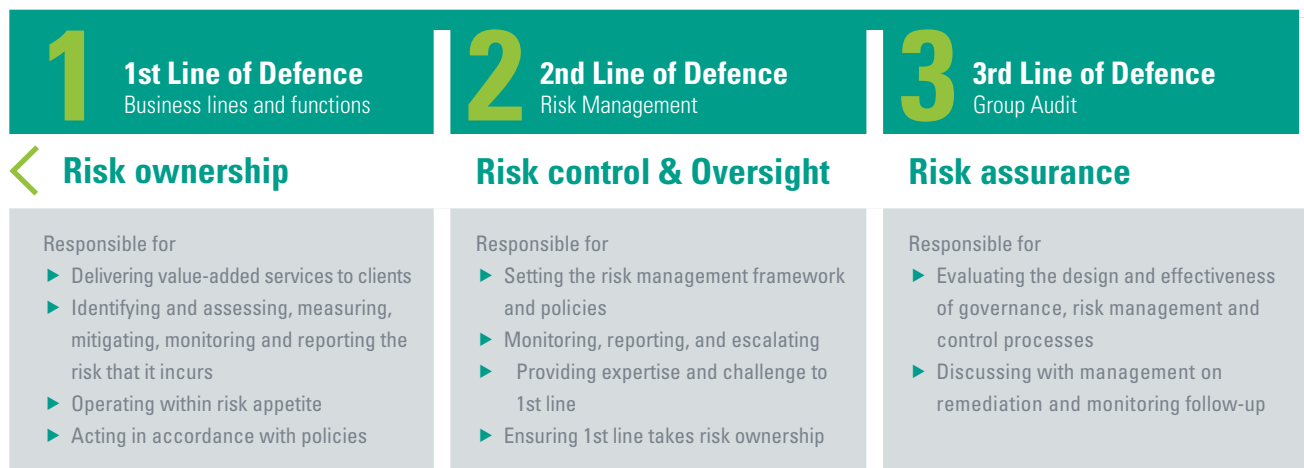 1
1st Line of Defence
Business lines and functions
Risk ownership
Responsible for
Delivering value-added services to clients
Identifying and assessing, measuring,
mitigating, monitoring and reporting the
risk that it incurs
Operating within risk appetite
Acting in accordance with policies
2
2nd Line of Defence
Risk Management
Risk control & Oversight
Responsible for
Setting the risk management framework
and policies
Monitoring, reporting, and escalating
Providing expertise and challenge to
1st line
Ensuring 1st line takes risk ownership
3
3rd Line of Defence
Group Audit
Risk assurance
Responsible for
Evaluating the design and effectiveness
of governance, risk management and
control processes
Discussing with management on
remediation and monitoring follow-up